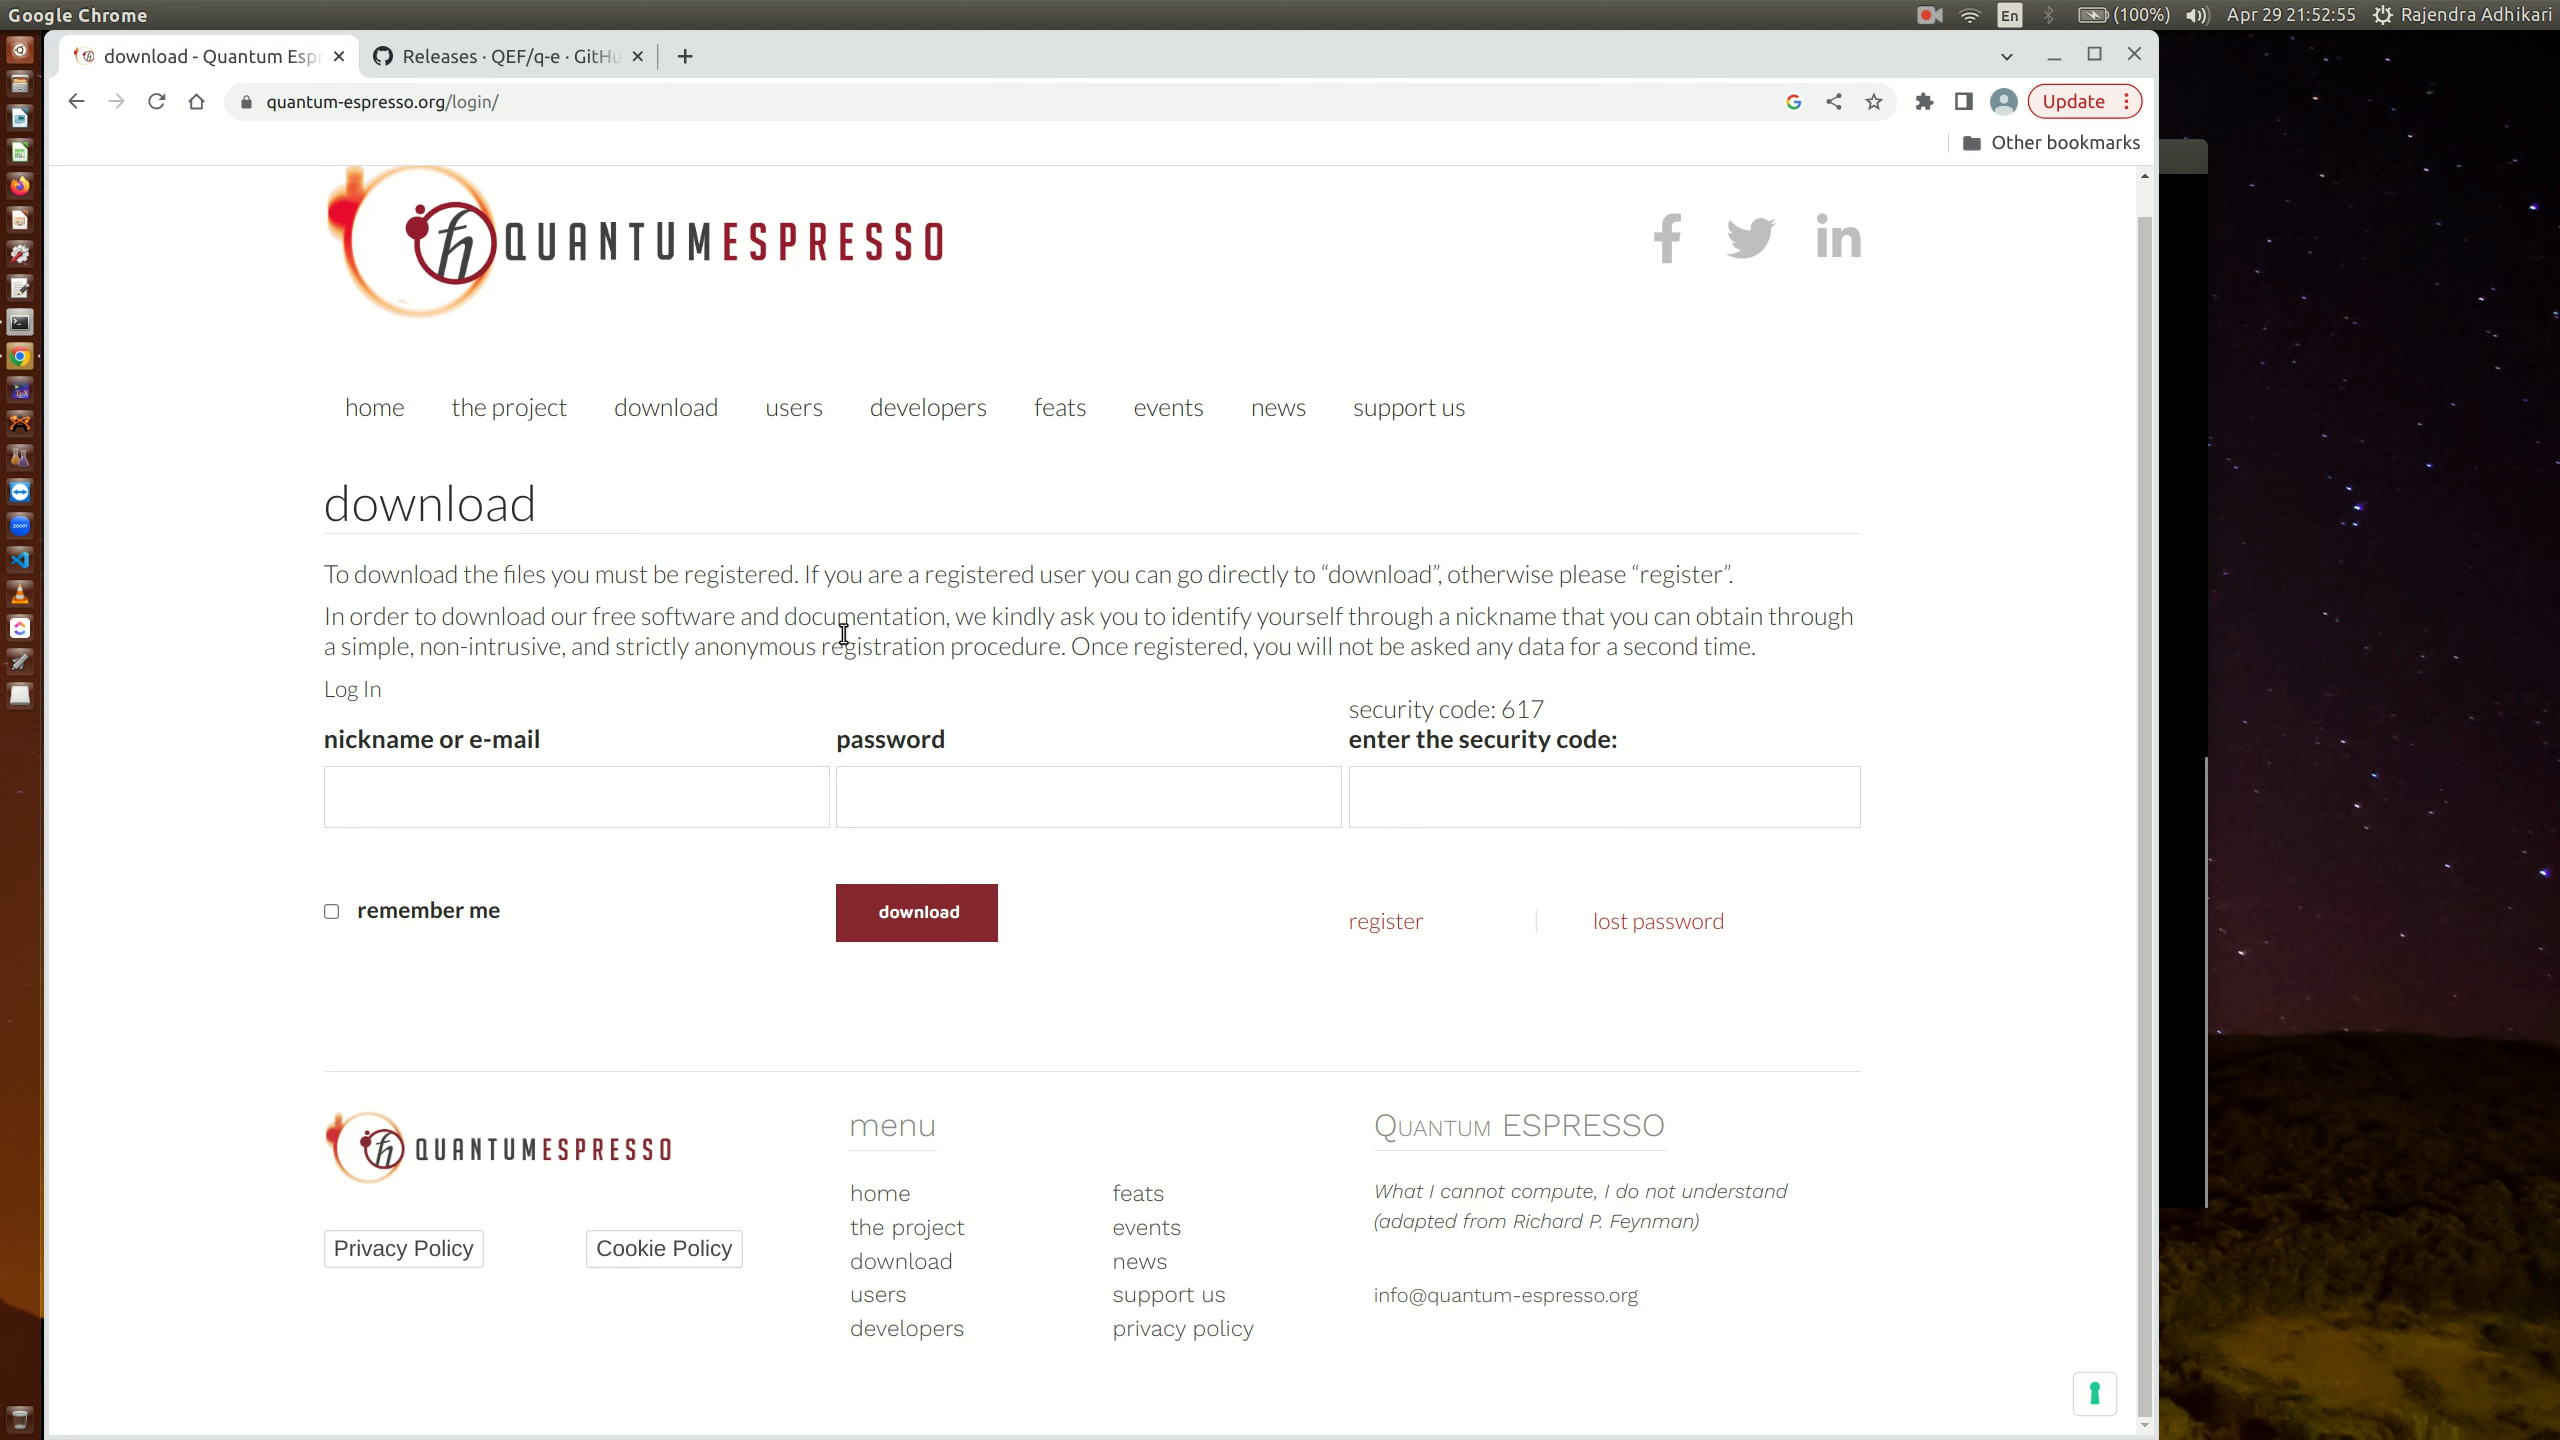 Google Chrome
En
(100%)
Apr 29 21:52:55
Rajendra Adhikari
download - Quantum Esp
Releases · QEF/q-e · GitHu
quantum-espresso.org/login/
Update
Other bookmarks
QUANTUMESPRESSO
home
the project
download
users
developers
feats
events
news
support us
download
To download the files you must be registered. If you are a registered user you can go directly to “download”, otherwise please “register”.
In order to download our free software and documentation, we kindly ask you to identify yourself through a nickname that you can obtain through
a simple, non-intrusive, and strictly anonymous registration procedure. Once registered, you will not be asked any data for a second time.
Log In
security code: 617
nickname or e-mail
password
enter the security code:
remember me
download
register
lost password
QUANTUMESPRESSO
Privacy Policy
Cookie Policy
menu
home
the project
download
users
developers
feats
events
news
support us
privacy policy
Quantum ESPRESSO
What I cannot compute, I do not understand
(adapted from Richard P. Feynman)
info@quantum-espresso.org
zoom